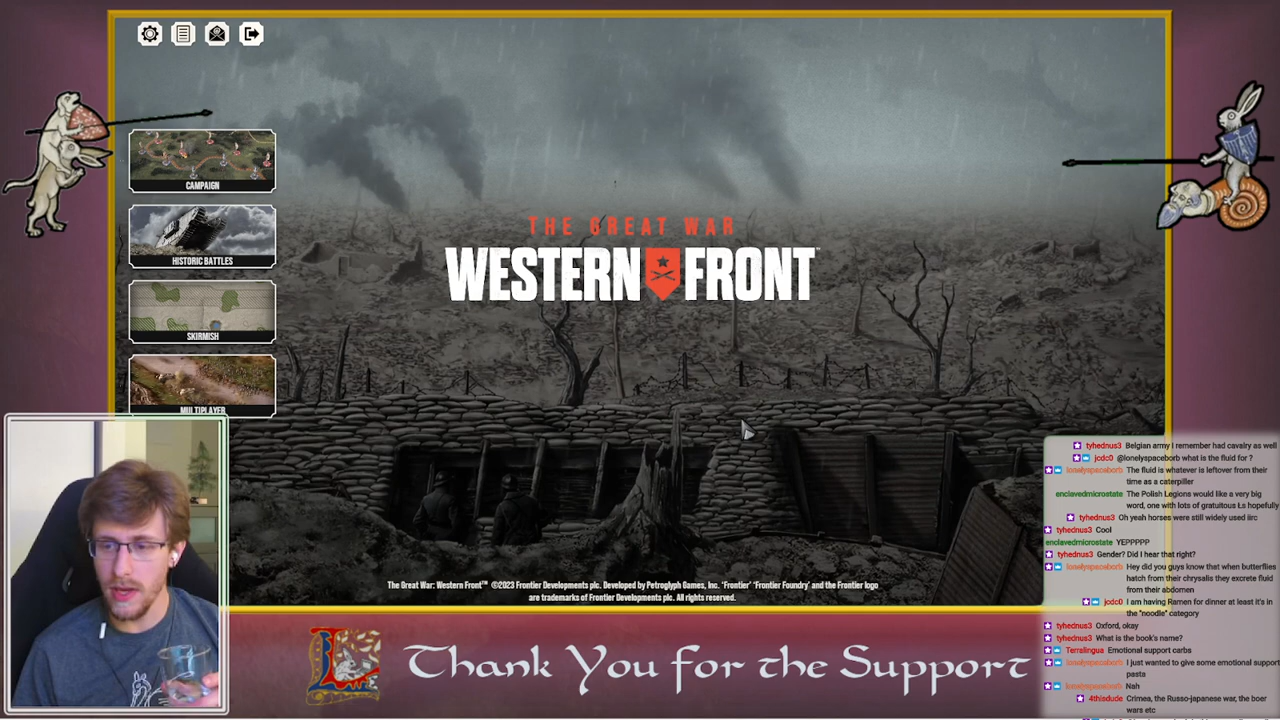 CAMPAIGN
HISTORIC BATTLES
SKIRMISH
MULTIPLAYER
THE GREAT WAR
WESTERN FRONT™
The Great War: Western Front™ ©2023 Frontier Developments plc. Developed by Petroglyph Games, Inc. 'Frontier' 'Frontier Foundry' and the Frontier logo
are trademarks of Frontier Developments plc. All rights reserved.
Thank You for the Support
tyhednus3 Belgian army I remember had cavalry as well
jcdc0 @lonelyspaceborb what is the fluid for ?
lonelyspaceborb The fluid is whatever is leftover from their
time as a caterpiller
enclavedmicrostate The Polish Legions would like a very big
word, one with lots of gratuitous Ls hopefully
tyhednus3 Oh yeah horses were still widely used iirc
tyhednus3 Cool
enclavedmicrostate YEPPPPP
tyhednus3 Gender? Did I hear that right?
lonelyspaceborb Hey did you guys know that when butterflies
hatch from their chrysalis they excrete fluid
from their abdomen
jcdc0 I am having Ramen for dinner at least it's in
the "noodle" category
tyhednus3 Oxford, okay
tyhednus3 What is the book's name?
Terralingua Emotional support carbs
lonelyspaceborb I just wanted to give some emotional support
pasta
lonelyspaceborb Nah
4thisdude Crimea, the Russo-japanese war, the boer
wars etc